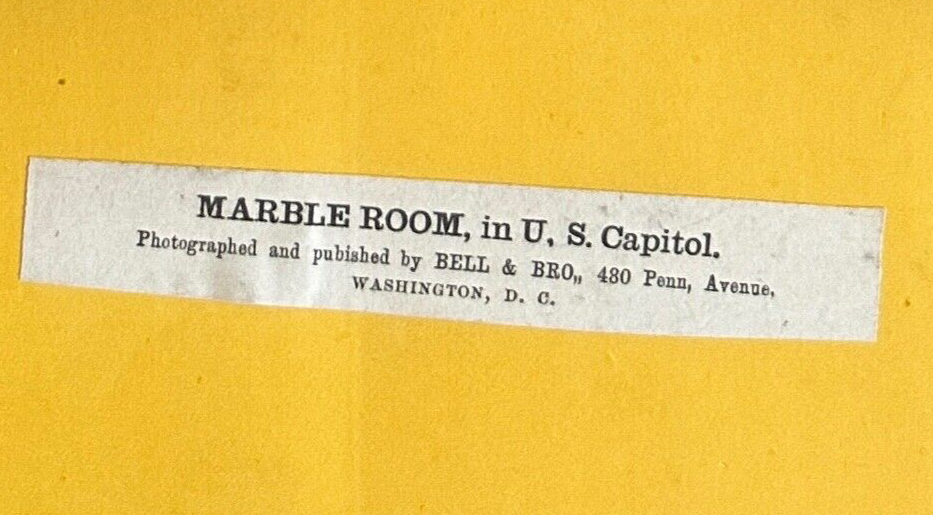 MARBLE ROOM, in U. S. Capitol.
Photographed and pubished by BELL & BRO,, 480 Penn, Avenue,
WASHINGTON, D. C.